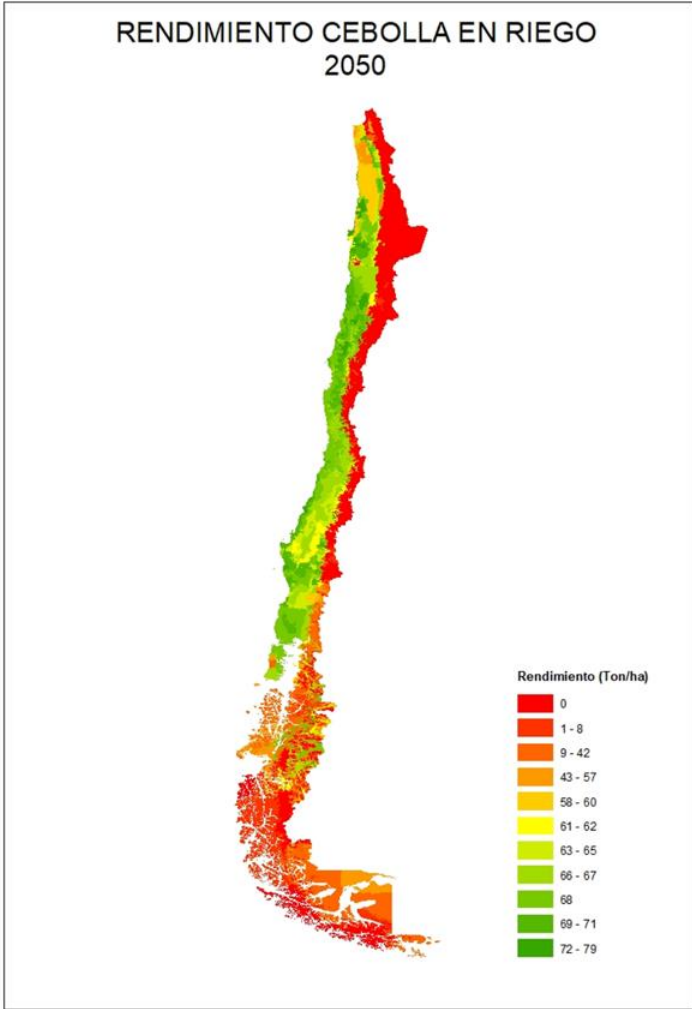 RENDIMIENTO CEBOLLA EN RIEGO
2050
Rendimiento (Ton/ha)
0
1 - 8
9 - 42
43 - 57
58 - 60
61 - 62
63 - 65
66 - 67
68
69 - 71
72 - 79